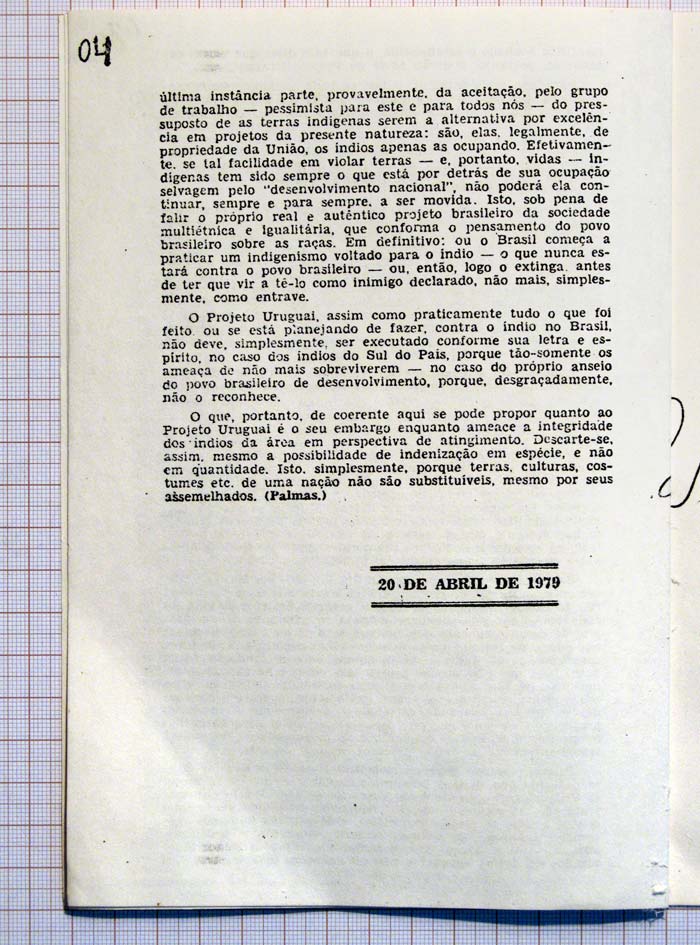 04
última instância parte, provavelmente, da aceitação, pelo grupo
de trabalho — pessimista para este e para todos nós — do pres-
suposto de as terras indígenas serem a alternativa por excelên-
cia em projetos da presente natureza: são, elas, legalmente, de
propriedade da União, os índios apenas as ocupando. Efetivamen-
te, se tal facilidade em violar terras — e, portanto, vidas — in-
dígenas tem sido sempre o que está por detrás de sua ocupação
selvagem pelo "desenvolvimento nacional", não poderá ela con-
tinuar, sempre e para sempre, a ser movida. Isto, sob pena de
falir o próprio real e autêntico projeto brasileiro da sociedade
multiétnica e igualitária, que conforma o pensamento do povo
brasileiro sobre as raças. Em definitivo: ou o Brasil começa a
praticar um indigenismo voltado para o índio — o que nunca es-
tará contra o povo brasileiro — ou, então, logo o extinga, antes
de ter que vir a tê-lo como inimigo declarado, não mais, simples-
mente, como entrave.
O Projeto Uruguai, assim como praticamente tudo o que foi
feito, ou se está planejando de fazer, contra o índio no Brasil,
não deve, simplesmente, ser executado conforme sua letra e es-
pírito, no caso dos índios do Sul do País, porque tão-somente os
ameaça de não mais sobreviverem — no caso do próprio anseio
do povo brasileiro de desenvolvimento, porque, desgraçadamente,
não o reconhece.
O que, portanto, de coerente aqui se pode propor quanto ao
Projeto Uruguai é o seu embargo enquanto ameace a integridade
dos índios da área em perspectiva de atingimento. Descarte-se,
assim, mesmo a possibilidade de indenização em espécie, e não
em quantidade. Isto, simplesmente, porque terras, culturas, cos-
tumes etc. de uma nação não são substituíveis, mesmo por seus
assemelhados. (Palmas.)
20 DE ABRIL DE 1979